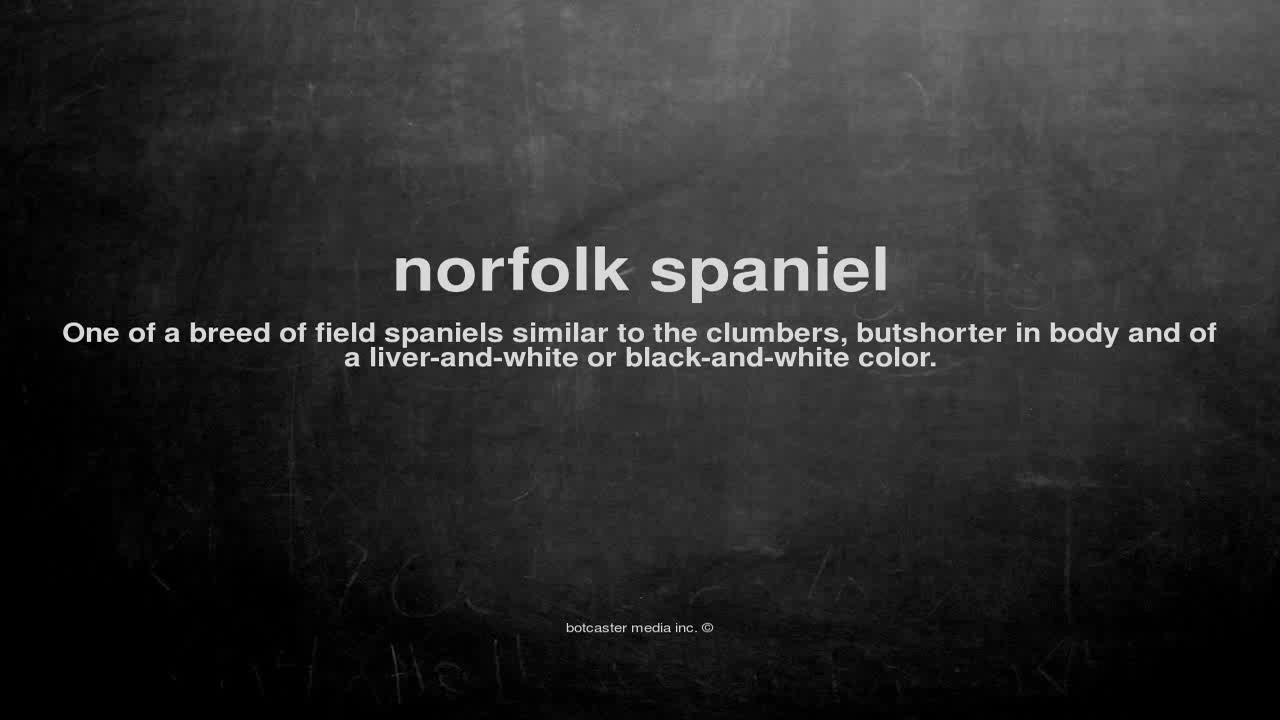 norfolk spaniel
One of a breed of field spaniels similar to the clumbers, butshorter in body and of
a liver-and-white or black-and-white color.
botcaster media inc. ©